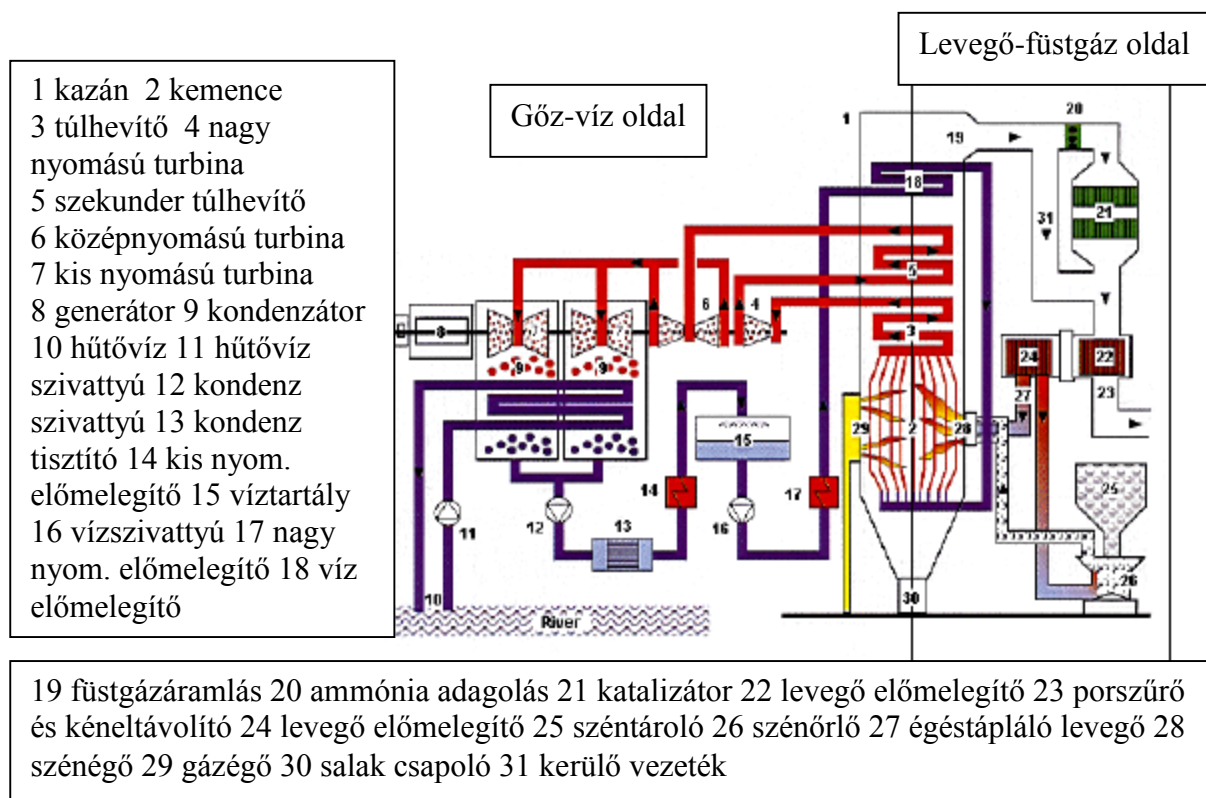 Levegő-füstgáz oldal
Gőz-víz oldal
1 kazán 2 kemence
3 túlhevítő 4 nagy
nyomású turbina
5 szekunder túlhevítő
6 középnyomású turbina
7 kis nyomású turbina
8 generátor 9 kondenzátor
10 hűtővíz 11 hűtővíz
szivattyú 12 kondenz
szivattyú 13 kondenz
tisztító 14 kis nyom.
előmelegítő 15 víztartály
16 vízszivattyú 17 nagy
nyom. előmelegítő 18 víz
előmelegítő
1
20
19
18
21
31
5
6
4
8
7
7
3
9
9
24
22
27
23
29
2
28
15
14
17
25
11
12
13
16
26
30
10
River
19 füstgázáramlás 20 ammónia adagolás 21 katalizátor 22 levegő előmelegítő 23 porszűrő
és kéneltávolító 24 levegő előmelegítő 25 széntároló 26 szénőrlő 27 égéstápláló levegő 28
szénégő 29 gázégő 30 salak csapoló 31 kerülő vezeték